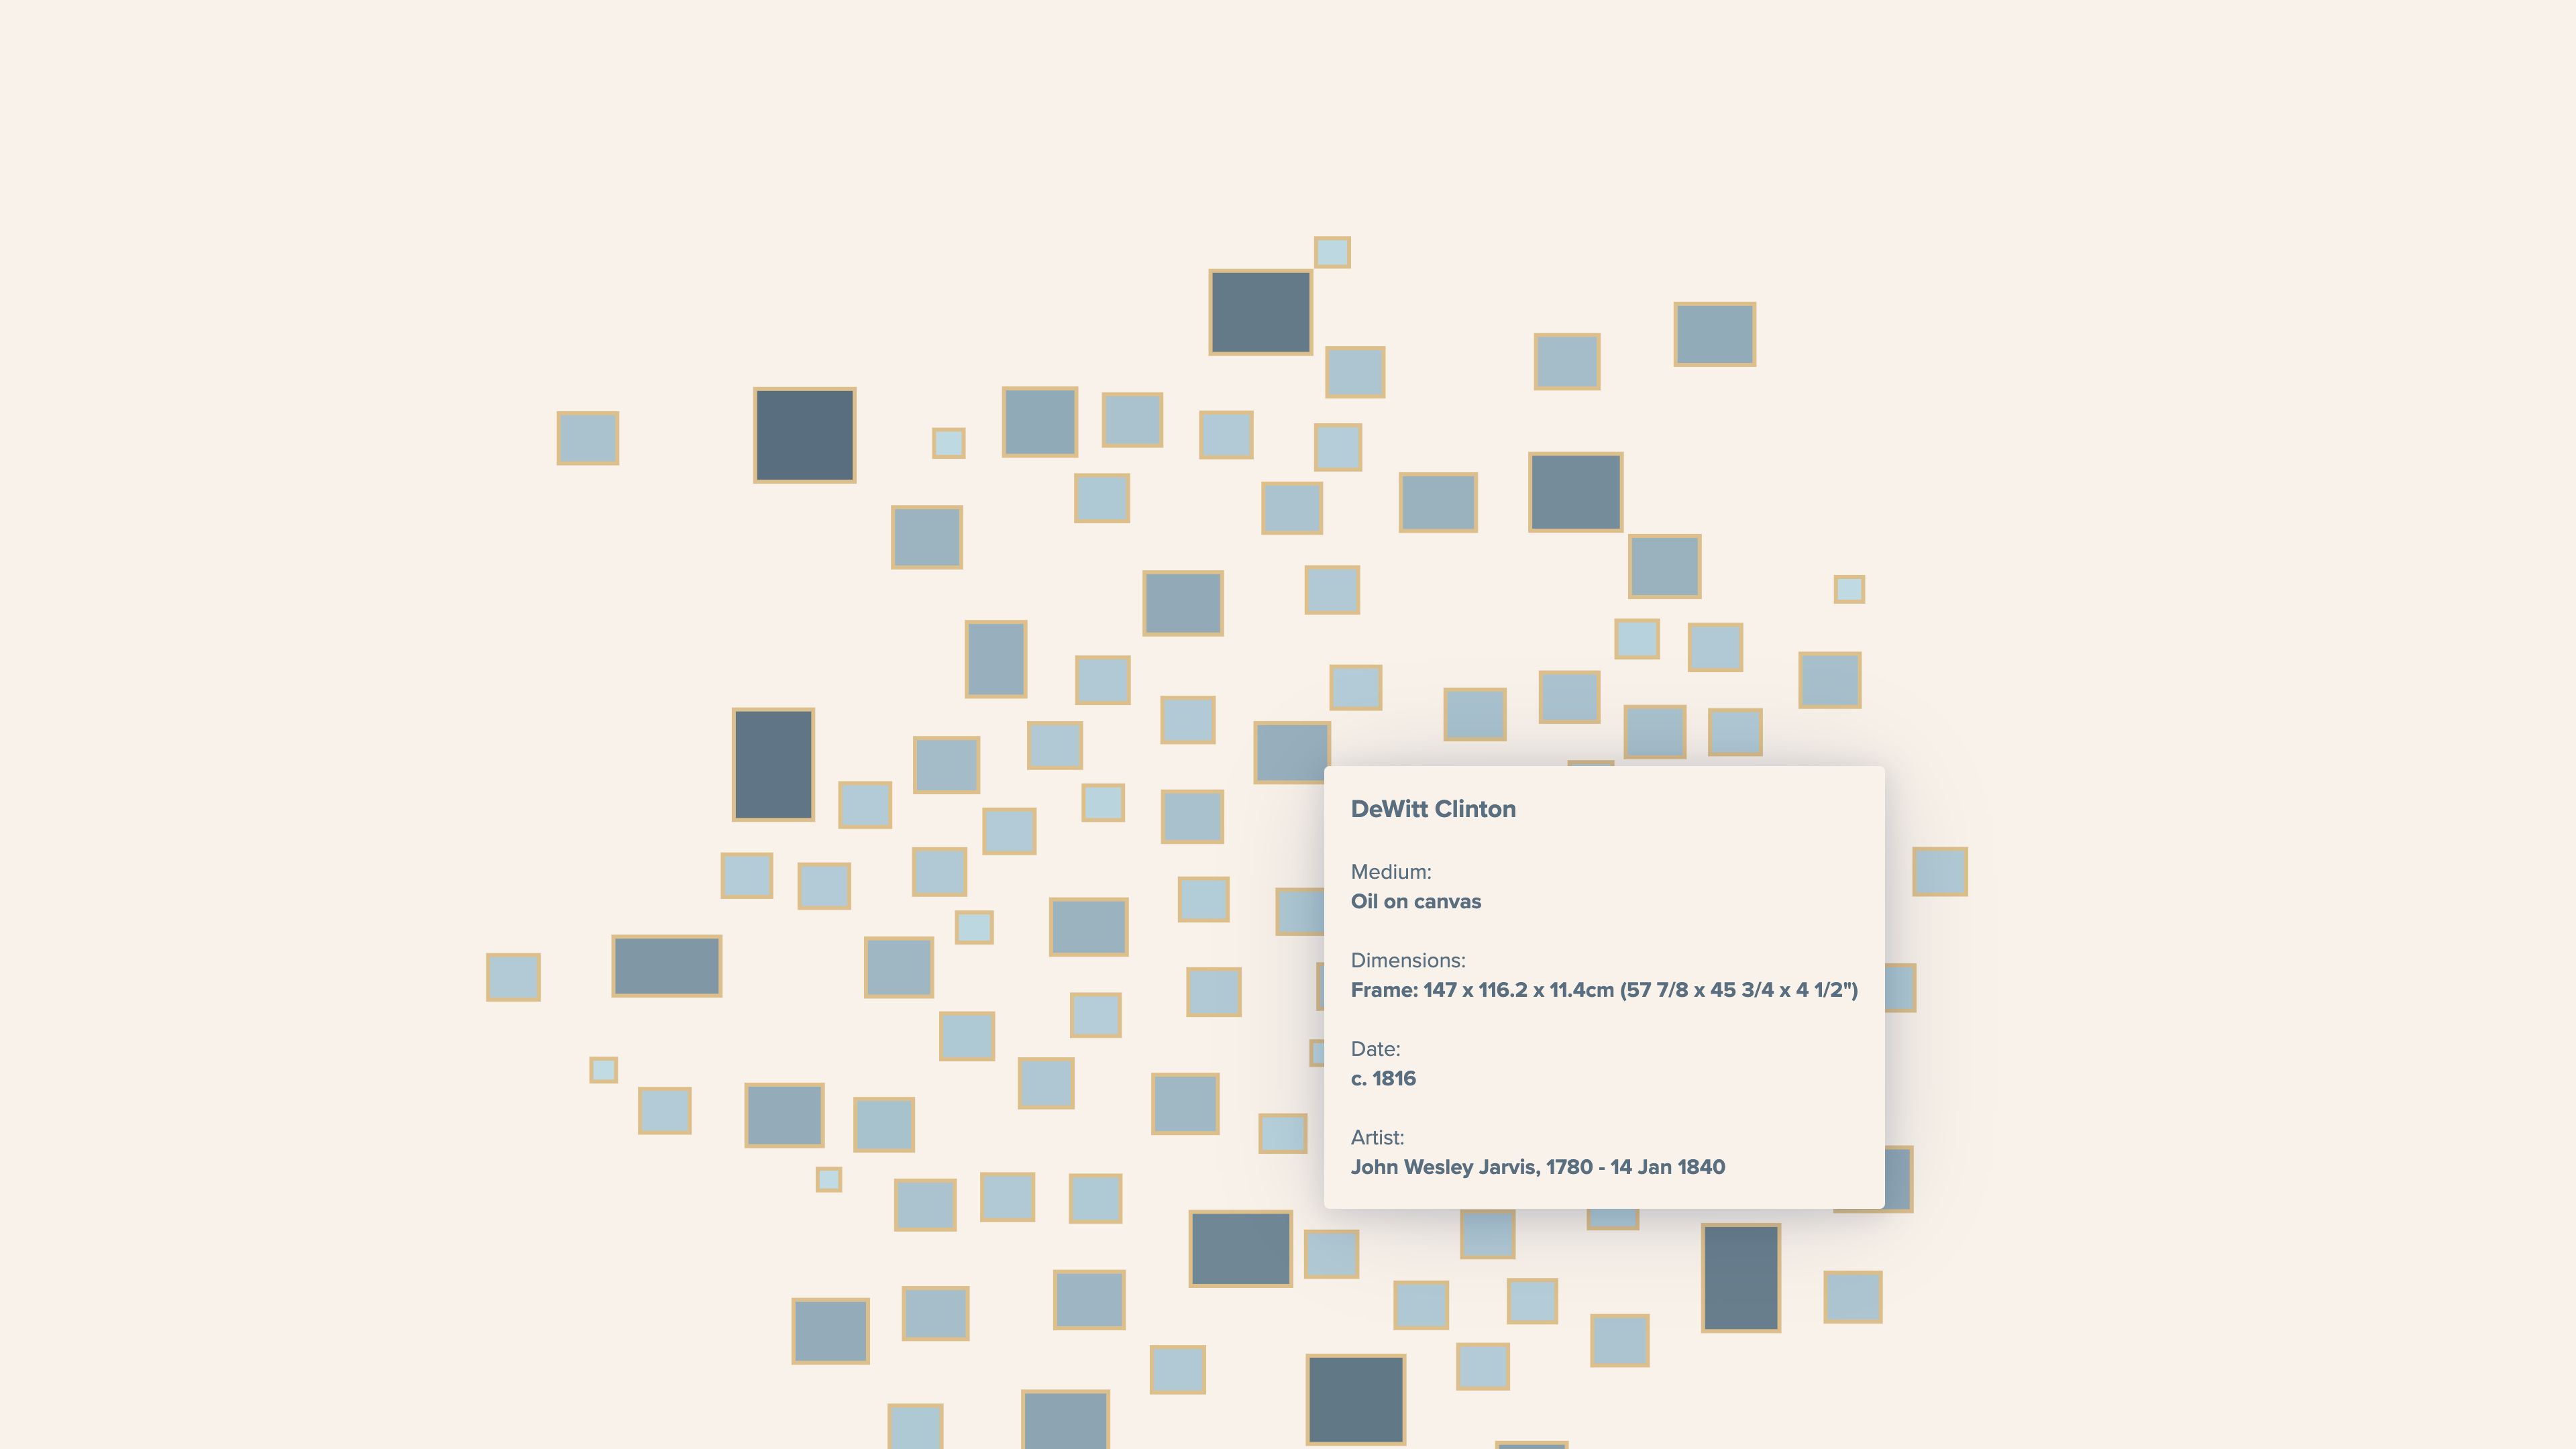 DeWitt Clinton
Medium:
Oil on canvas
Dimensions:
Frame: 147 x 116.2 x 11.4cm (57 7/8 x 45 3/4 x 4 1/2")
Date:
c. 1816
Artist:
John Wesley Jarvis, 1780 - 14 Jan 1840